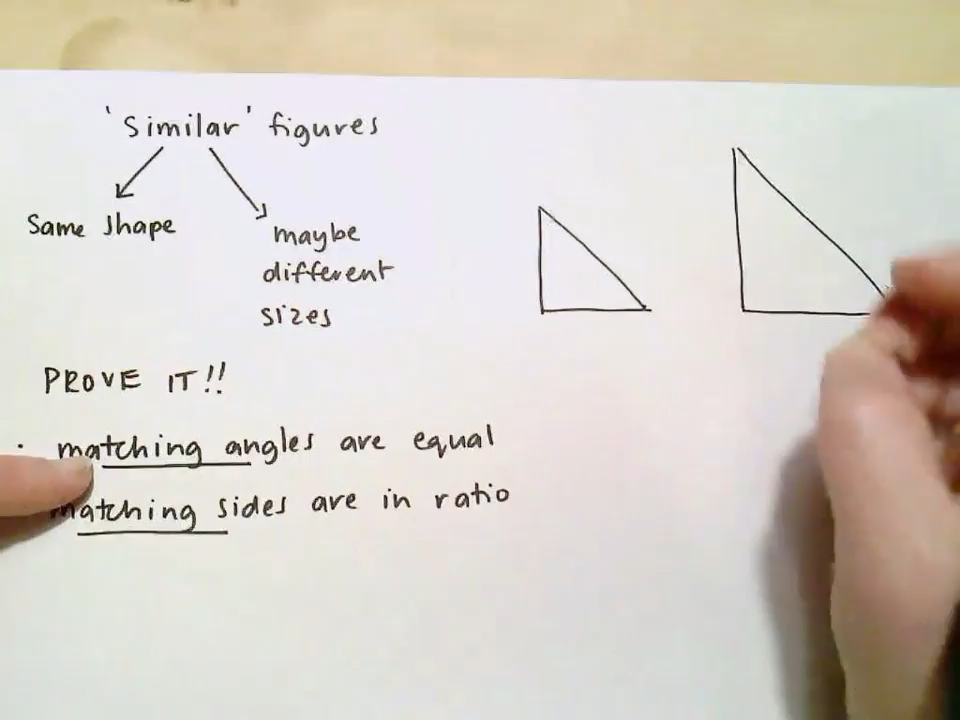 'Similar' figures
Same shape
maybe
different
sizes
PROVE IT!!
· matching angles are equal
matching sides are in ratio